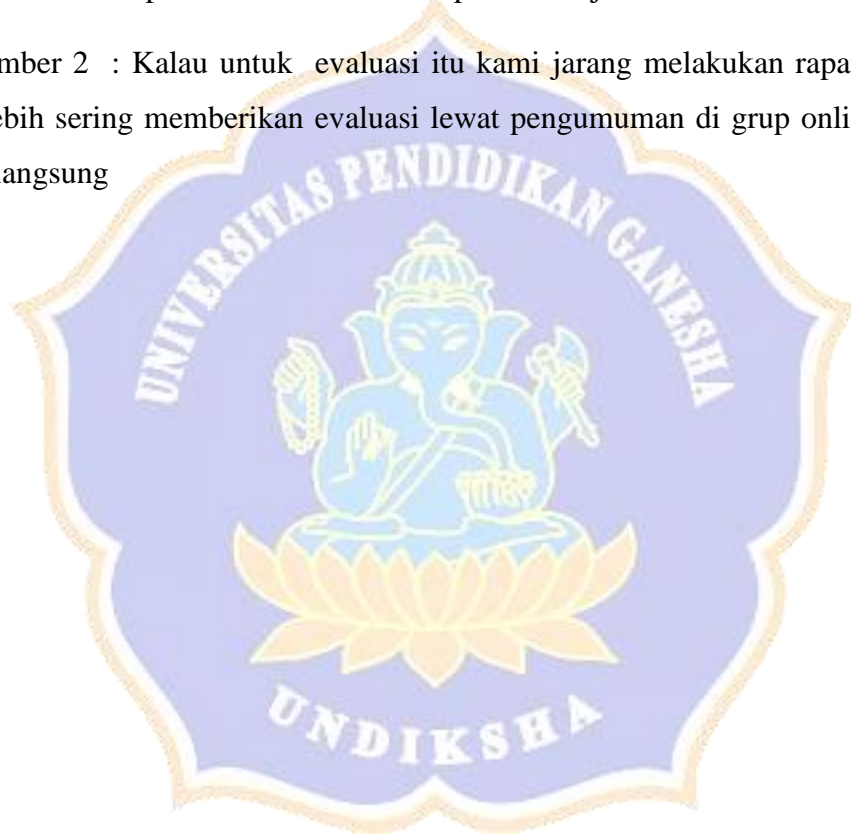 mber 2 : Kalau untuk evaluasi itu kami jarang melakukan rapa
ebih sering memberikan evaluasi lewat pengumuman di grup onli
langsung
UNIVERSITAS PENDIDIKAN GANESHA
UNDIKSHA